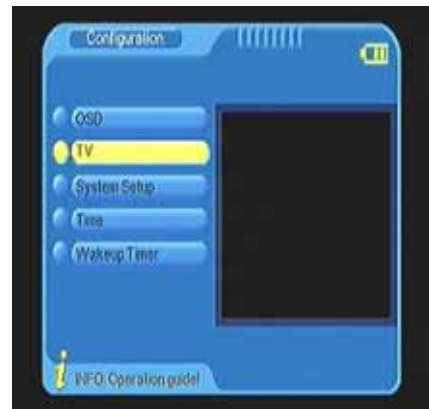 Configuration
OSD
TV
System Setup
Time
Wakeup Timer
INFO: Operation guide!